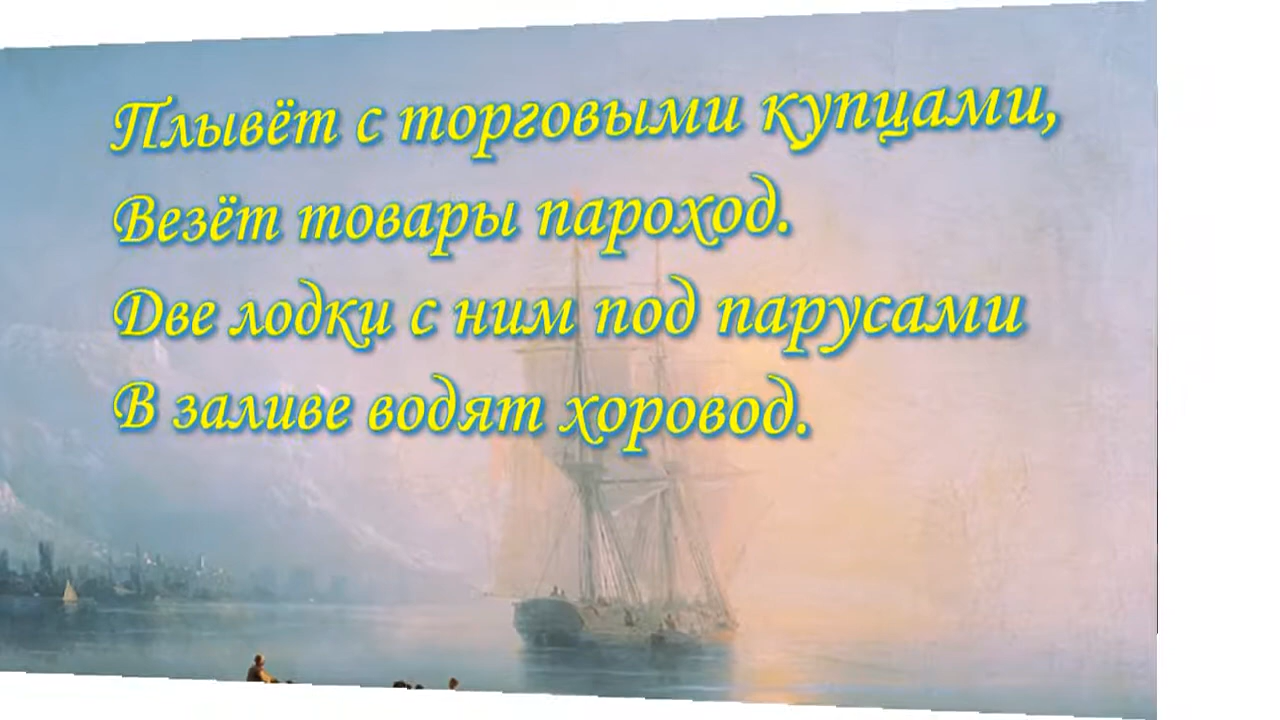 Плывёт с торговыми купцами,
Везёт товары пароход.
Две лодки с ним под парусами
В заливе водят хоровод.